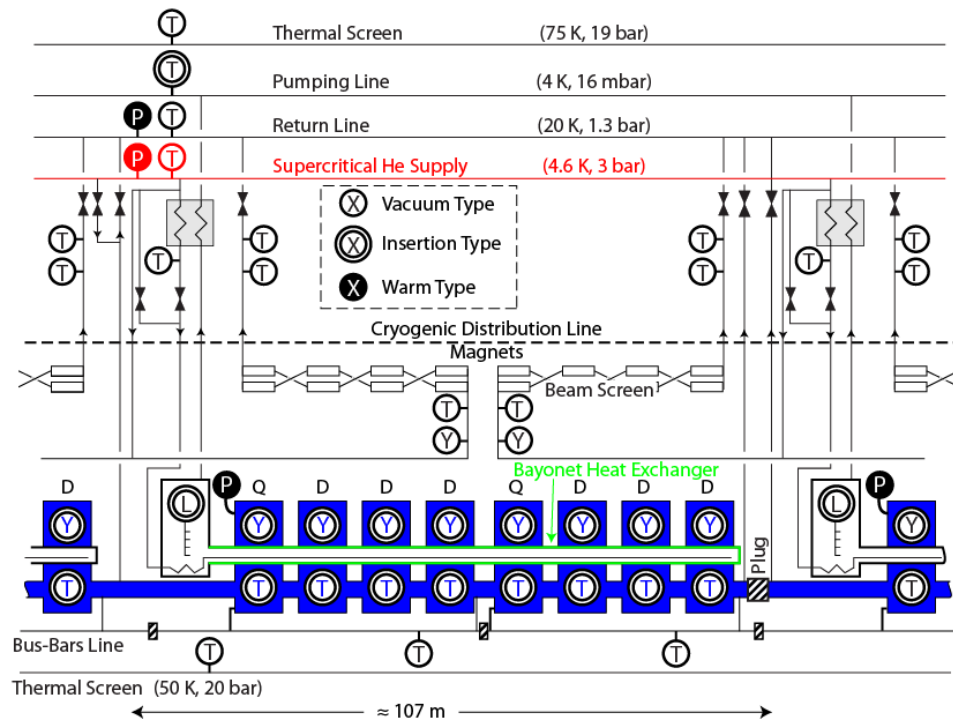 T
Thermal Screen (75 K, 19 bar)
T
Pumping Line (4 K, 16 mbar)
P T
Return Line (20 K, 1.3 bar)
P T
Supercritical He Supply (4.6 K, 3 bar)
X Vacuum Type
X Insertion Type
X Warm Type
T T T T
T T T T T T
Cryogenic Distribution Line
Magnets
Beam Screen
T T
Y Y
Bayonet Heat Exchanger
D L P Q D D D Q D D D L P
Y Y Y Y Y Y Y Y Y Y
Plug
T T T T T T T T T T
Bus-Bars Line
T T T
Thermal Screen (50 K, 20 bar)
≈ 107 m